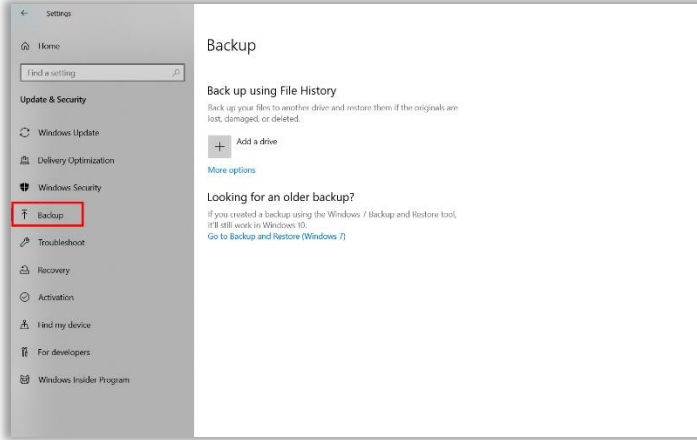 Settings
Home
Find a setting
Update & Security
Windows Update
Delivery Optimization
Windows Security
Backup
Troubleshoot
Recovery
Activation
Find my device
For developers
Windows Insider Program
Backup
Back up using File History
Back up your files to another drive and restore them if the originals are
lost, damaged, or deleted.
Add a drive
More options
Looking for an older backup?
If you created a backup using the Windows 7 Backup and Restore tool,
it'll still work in Windows 10.
Go to Backup and Restore (Windows 7)